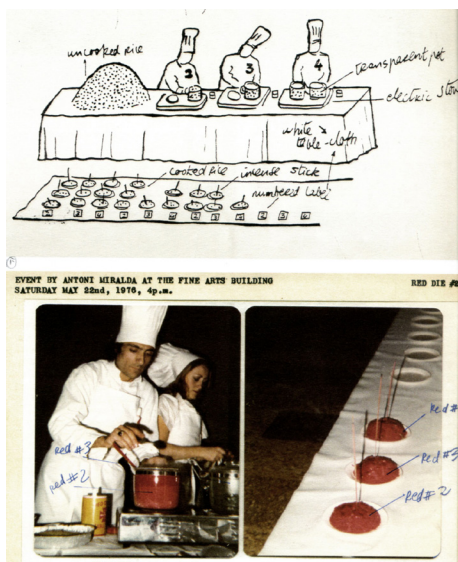 uncooked rice
2
3
4
transparent pot
electric stove
white
table-cloth
cooked rice
incense stick
numbered label
EVENT BY ANTONI MIRALDA AT THE FINE ARTS BUILDING
SATURDAY MAY 22nd, 1976, 4p.m.
RED DIE
Red #3
Red #2
Red #
Red #3
Red #2